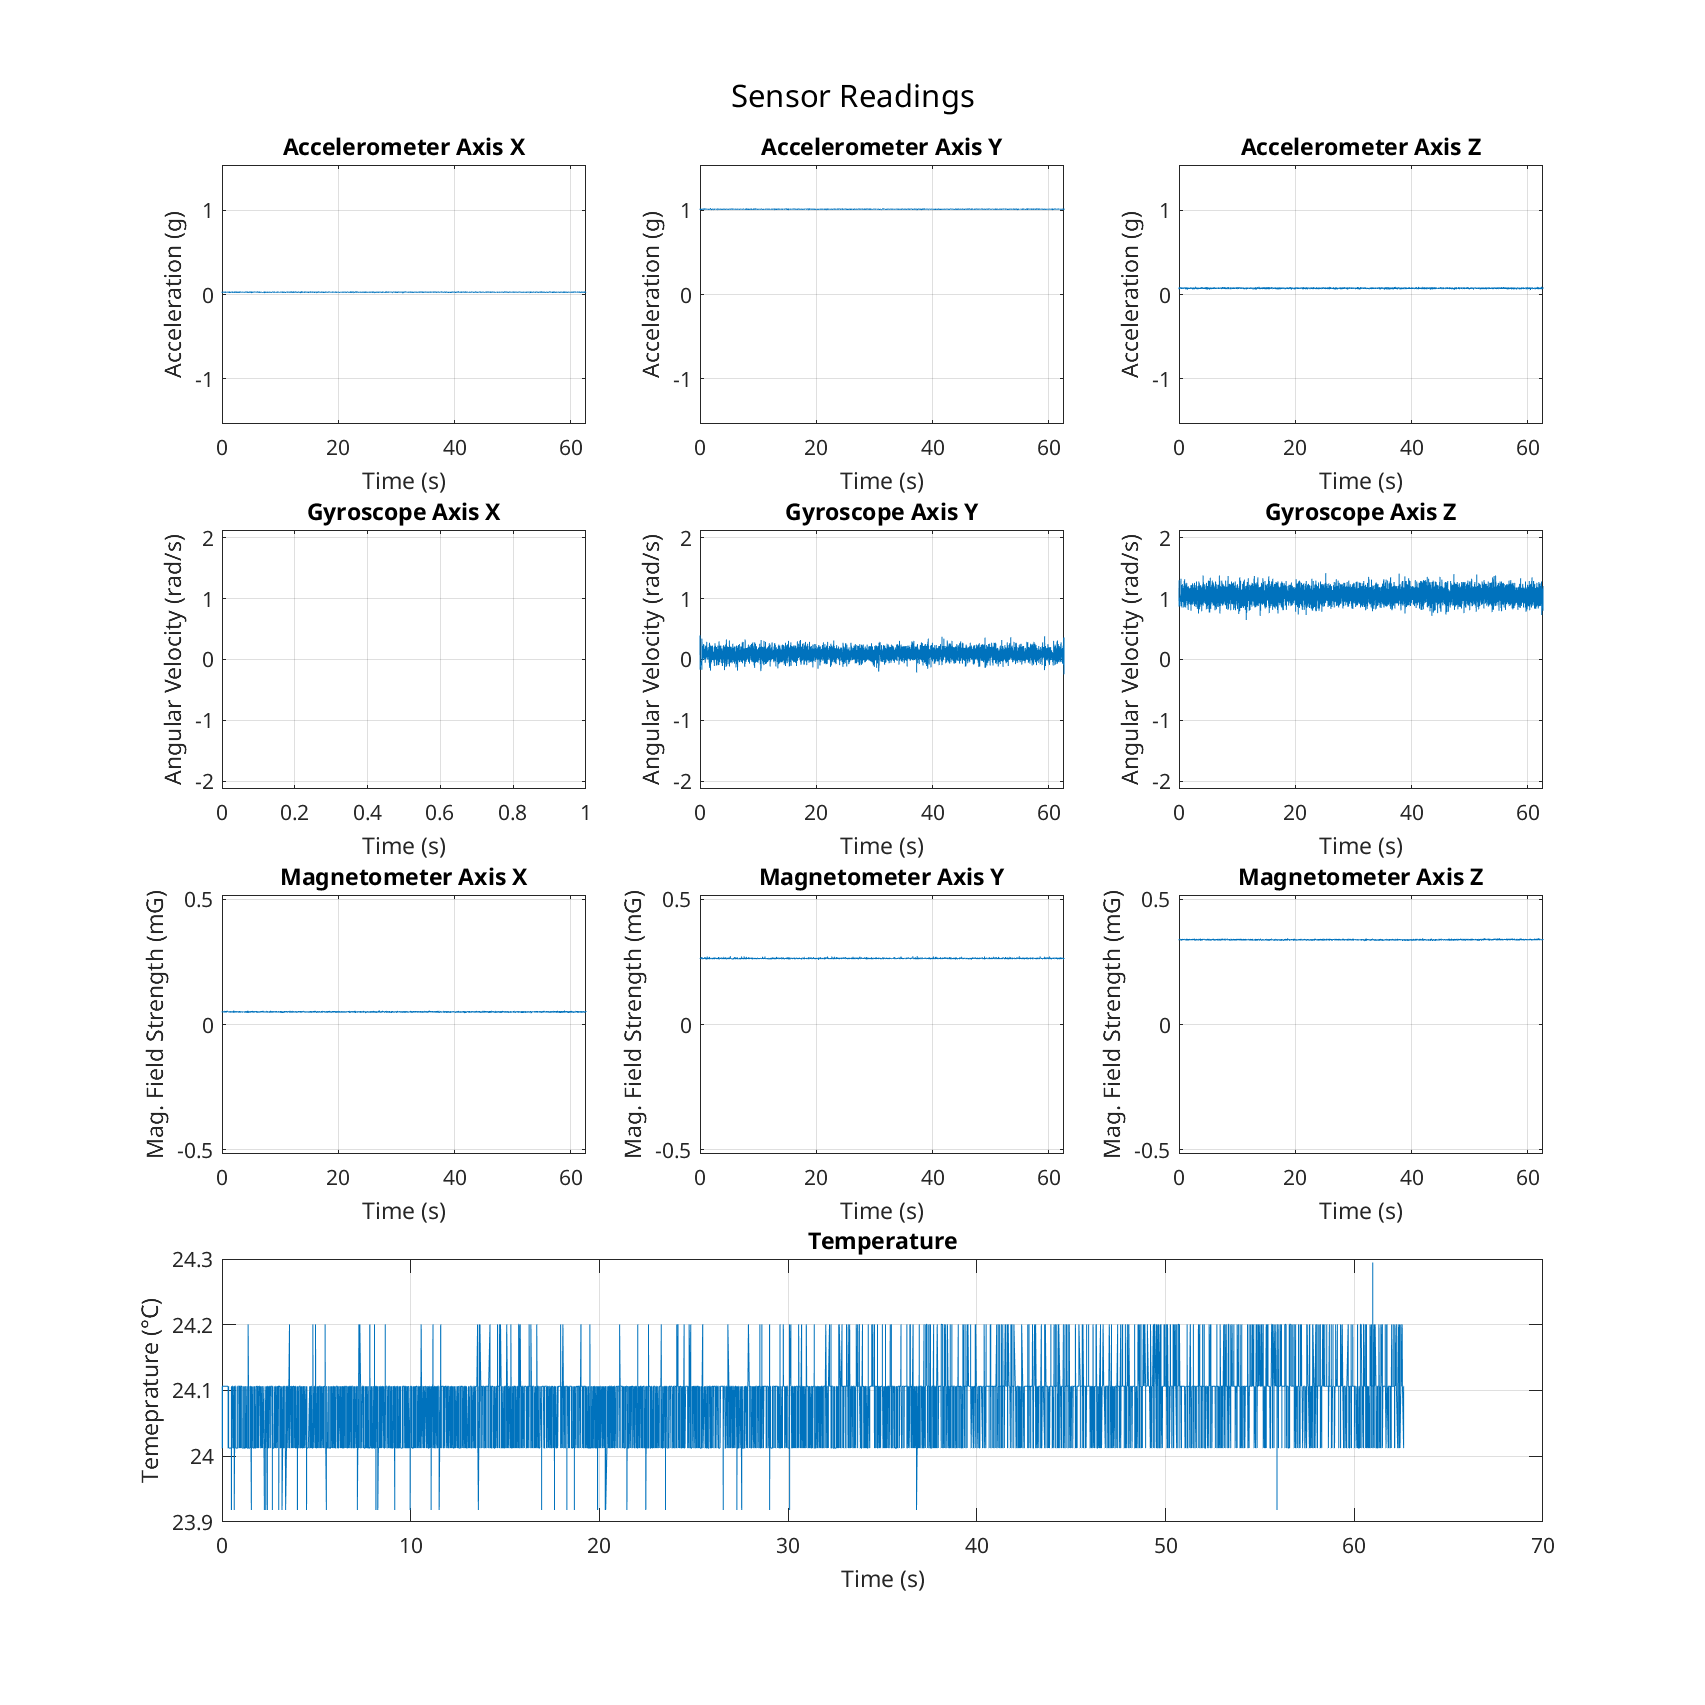 Sensor Readings
Accelerometer Axis X
Accelerometer Axis Y
Accelerometer Axis Z
Acceleration (g)
1
0
-1
0 20 40 60
Time (s)
Acceleration (g)
1
0
-1
0 20 40 60
Time (s)
Acceleration (g)
1
0
-1
0 20 40 60
Time (s)
Gyroscope Axis X
Gyroscope Axis Y
Gyroscope Axis Z
Angular Velocity (rad/s)
2
1
0
-1
-2
0 0.2 0.4 0.6 0.8 1
Time (s)
Angular Velocity (rad/s)
2
1
0
-1
-2
0 20 40 60
Time (s)
Angular Velocity (rad/s)
2
1
0
-1
-2
0 20 40 60
Time (s)
Magnetometer Axis X
Magnetometer Axis Y
Magnetometer Axis Z
Mag. Field Strength (mG)
0.5
0
-0.5
0 20 40 60
Time (s)
Mag. Field Strength (mG)
0.5
0
-0.5
0 20 40 60
Time (s)
Mag. Field Strength (mG)
0.5
0
-0.5
0 20 40 60
Time (s)
Temperature
Temeprature (°C)
24.3
24.2
24.1
24
23.9
0 10 20 30 40 50 60 70
Time (s)